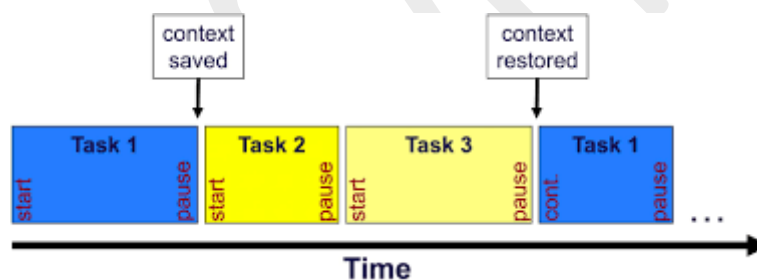 context
saved
context
restored
Task 1
start
pause
Task 2
start
pause
Task 3
start
pause
Task 1
cont.
pause
...
Time